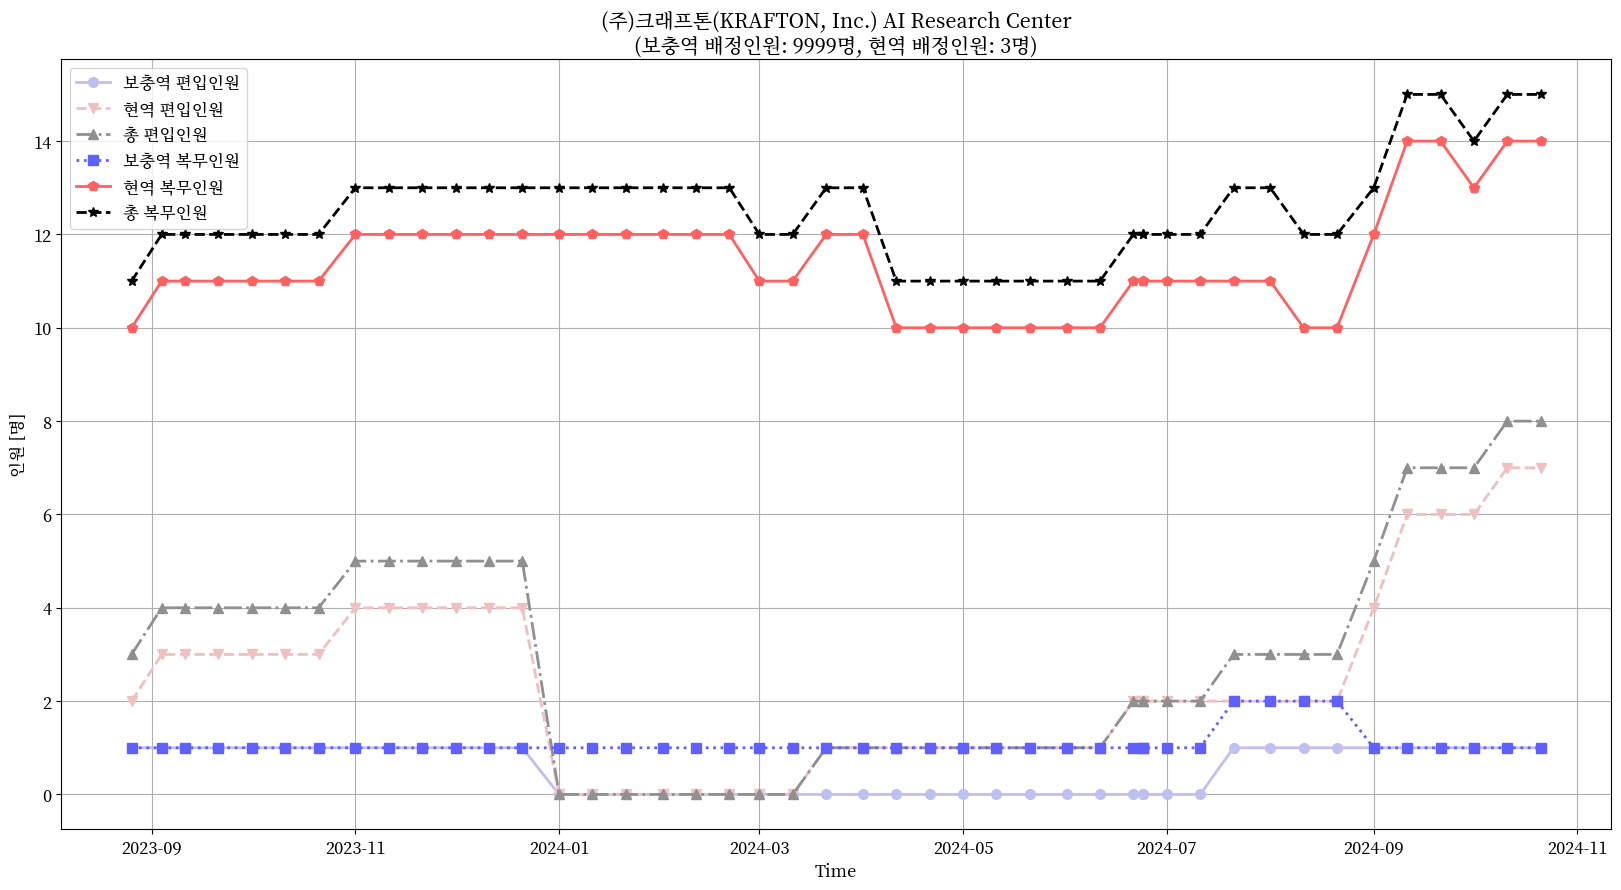 (주)크래프톤(KRAFTON, Inc.) AI Research Center
(보충역 배정인원: 9999명, 현역 배정인원: 3명)
보충역 편입인원
현역 편입인원
총 편입인원
보충역 복무인원
현역 복무인원
총 복무인원
인원 [명]
14
12
10
8
6
4
2
0
2023-09
2023-11
2024-01
2024-03
2024-05
2024-07
2024-09
2024-11
Time